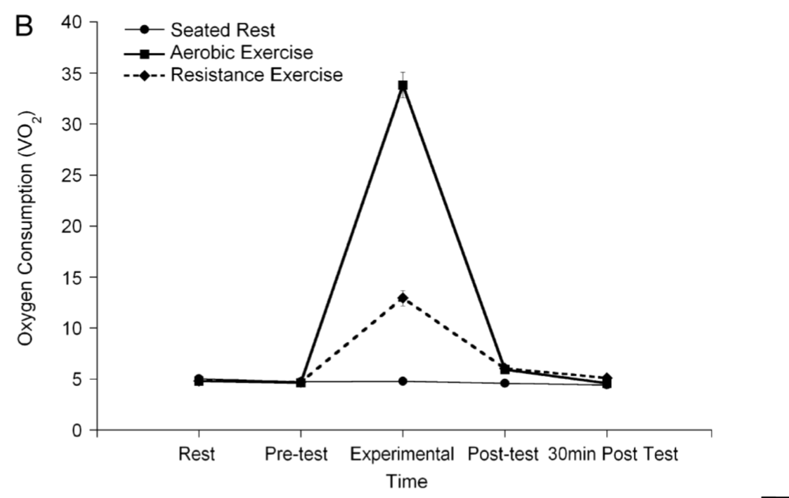 B
Seated Rest
Aerobic Exercise
Resistance Exercise
Oxygen Consumption (VO₂)
40
35
30
25
20
15
10
5
0
Rest Pre-test Experimental Post-test 30min Post Test
Time